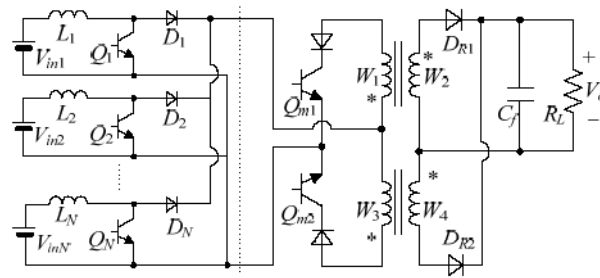 L1
D1
Vin1
Q1
L2
D2
Vin2
Q2
LN
DN
VinN
QN
Qm1
Qm2
W1
*
W2
*
W3
*
W4
*
DR1
DR2
Cf
RL
+
−